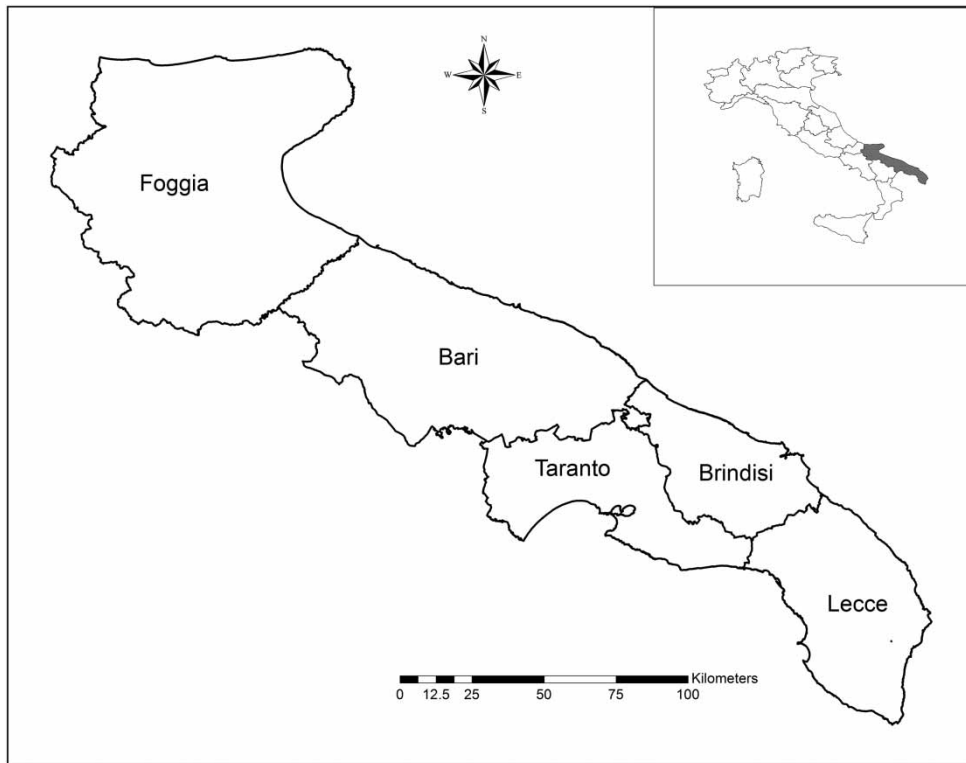 N
W E
S
Foggia
Bari
Taranto
Brindisi
Lecce
Kilometers
0 12.5 25 50 75 100